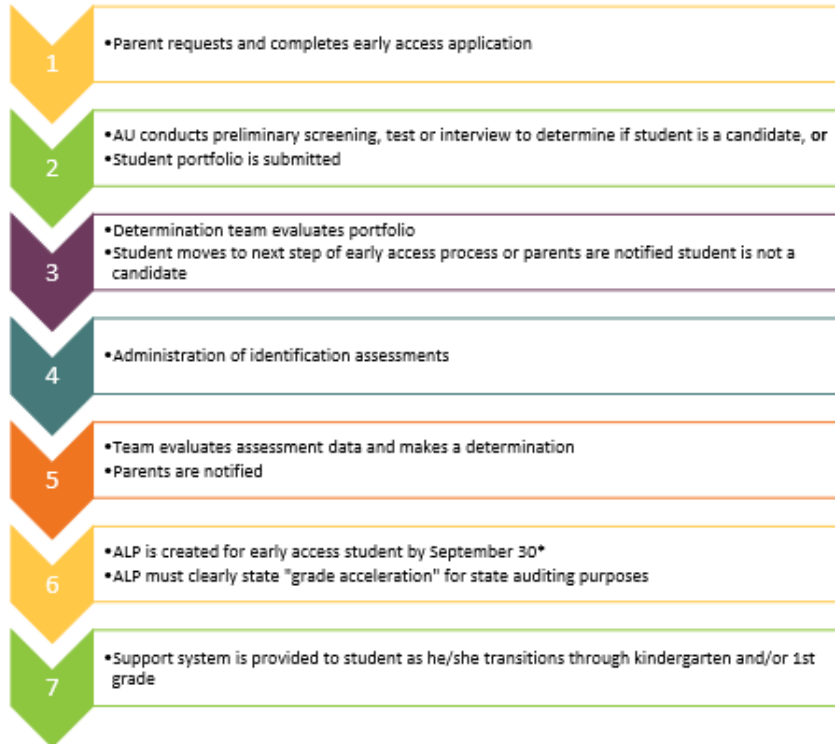 1
•Parent requests and completes early access application
2
•AU conducts preliminary screening, test or interview to determine if student is a candidate, or
•Student portfolio is submitted
3
•Determination team evaluates portfolio
•Student moves to next step of early access process or parents are notified student is not a
candidate
4
•Administration of identification assessments
5
•Team evaluates assessment data and makes a determination
•Parents are notified
6
•ALP is created for early access student by September 30*
•ALP must clearly state "grade acceleration" for state auditing purposes
7
•Support system is provided to student as he/she transitions through kindergarten and/or 1st
grade